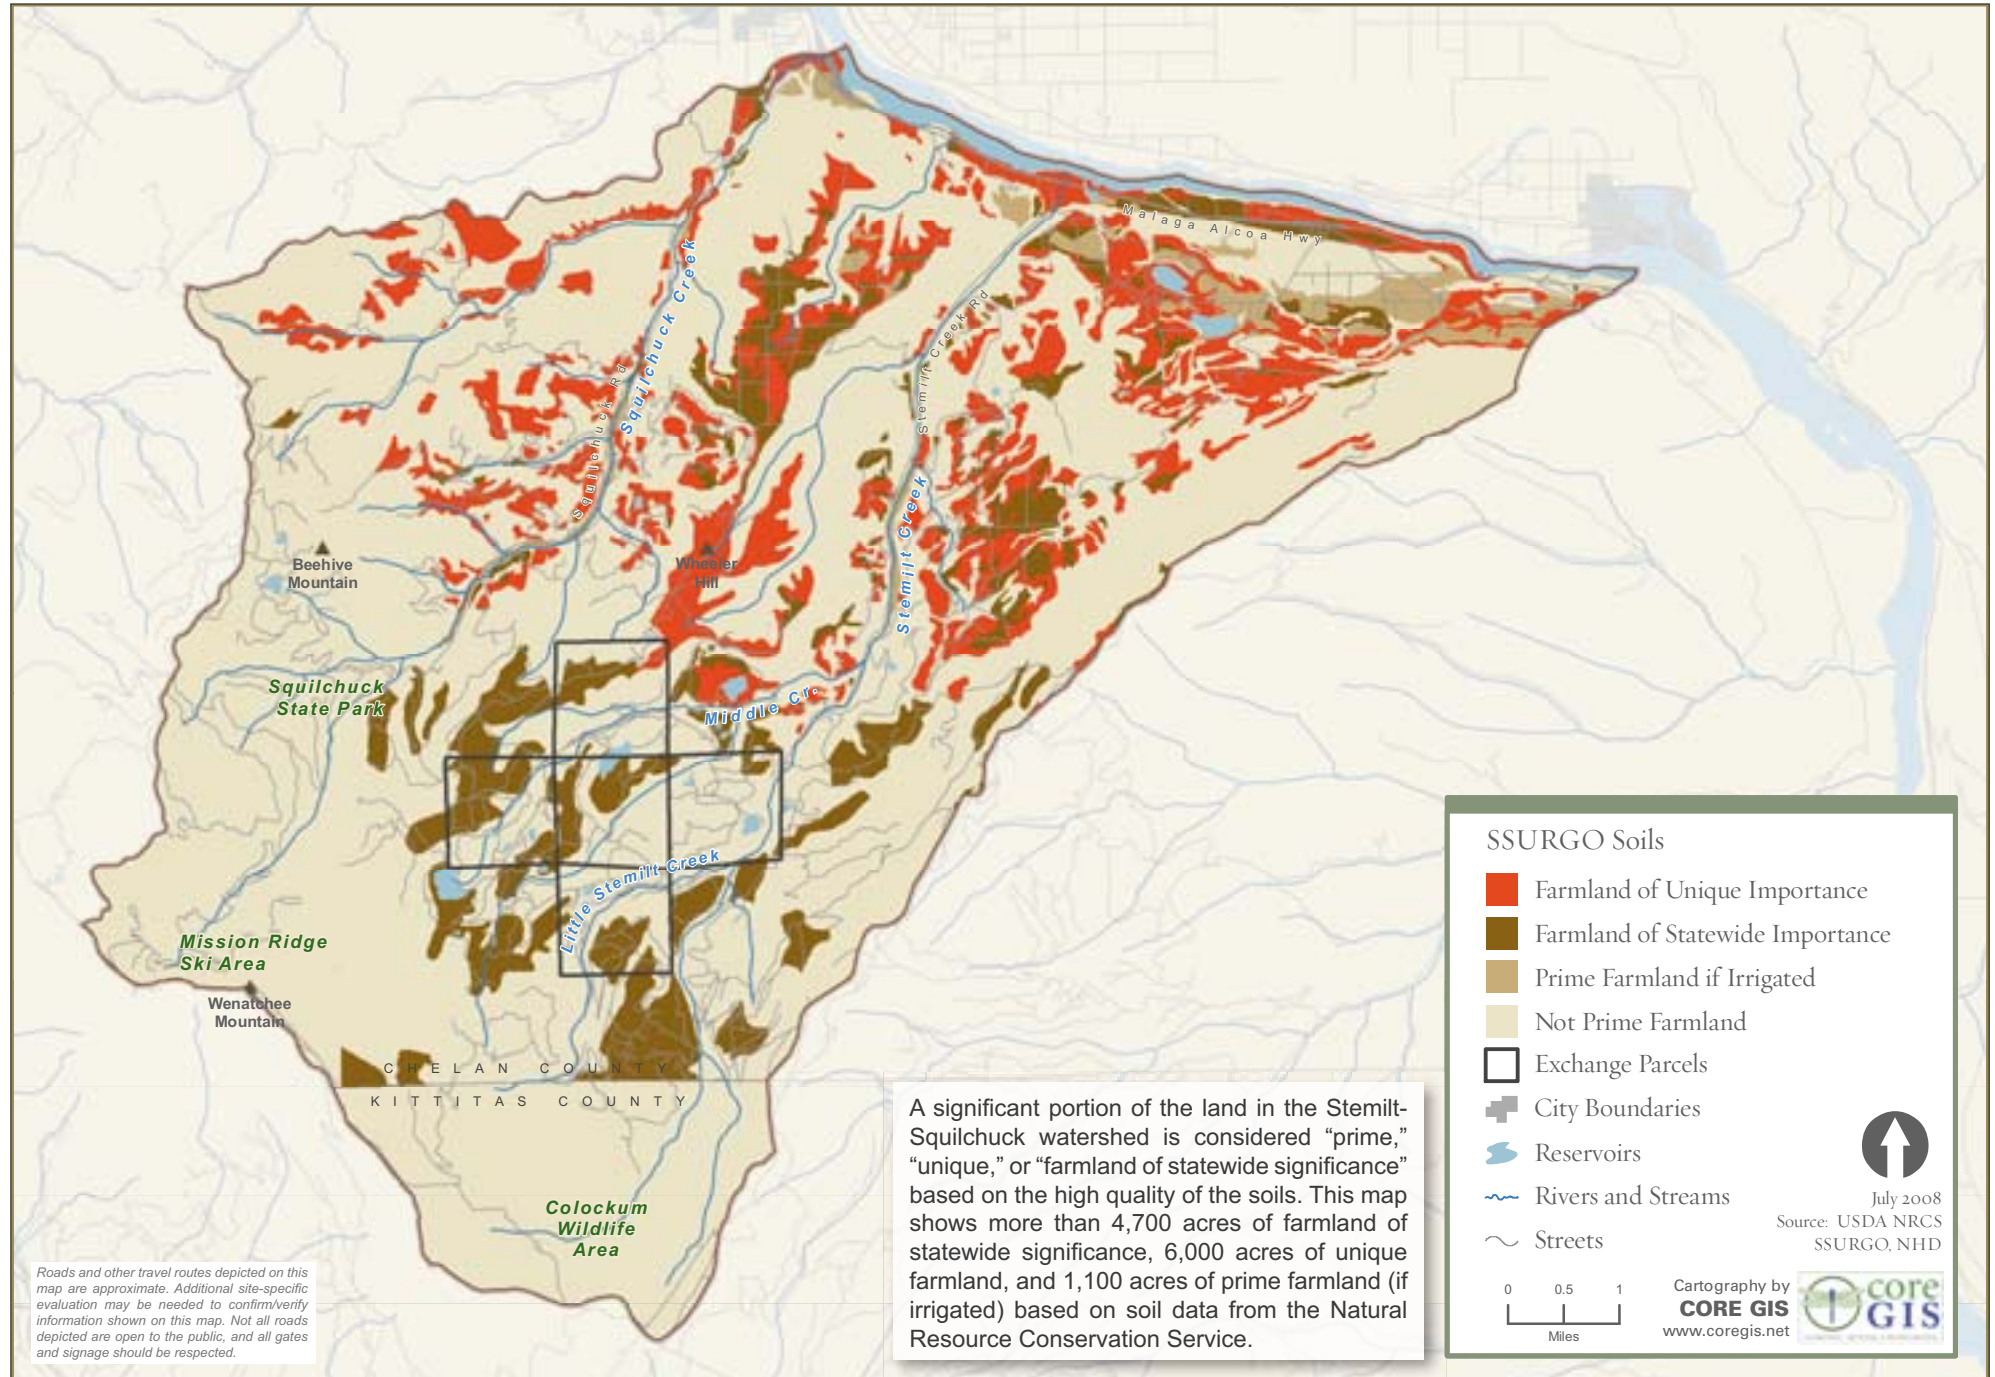 Malaga Alcoa Hwy
Squilchuck Creek
Squilchuck Rd
Stemilt Creek Rd
Stemilt Creek
Beehive
Mountain
Wheeler
Hill
Squilchuck
State Park
Middle Cr.
Little Stemilt Creek
Mission Ridge
Ski Area
Wenatchee
Mountain
CHELAN COUNTY
KITTITAS COUNTY
Colockum
Wildlife
Area
Roads and other travel routes depicted on this
map are approximate. Additional site-specific
evaluation may be needed to confirm/verify
information shown on this map. Not all roads
depicted are open to the public, and all gates
and signage should be respected.
A significant portion of the land in the Stemilt-
Squilchuck watershed is considered “prime,”
“unique,” or “farmland of statewide significance”
based on the high quality of the soils. This map
shows more than 4,700 acres of farmland of
statewide significance, 6,000 acres of unique
farmland, and 1,100 acres of prime farmland (if
irrigated) based on soil data from the Natural
Resource Conservation Service.
SSURGO Soils
Farmland of Unique Importance
Farmland of Statewide Importance
Prime Farmland if Irrigated
Not Prime Farmland
Exchange Parcels
City Boundaries
Reservoirs
Rivers and Streams
Streets
July 2008
Source: USDA NRCS
SSURGO, NHD
0 0.5 1
Miles
Cartography by
CORE GIS
www.coregis.net
core
GIS